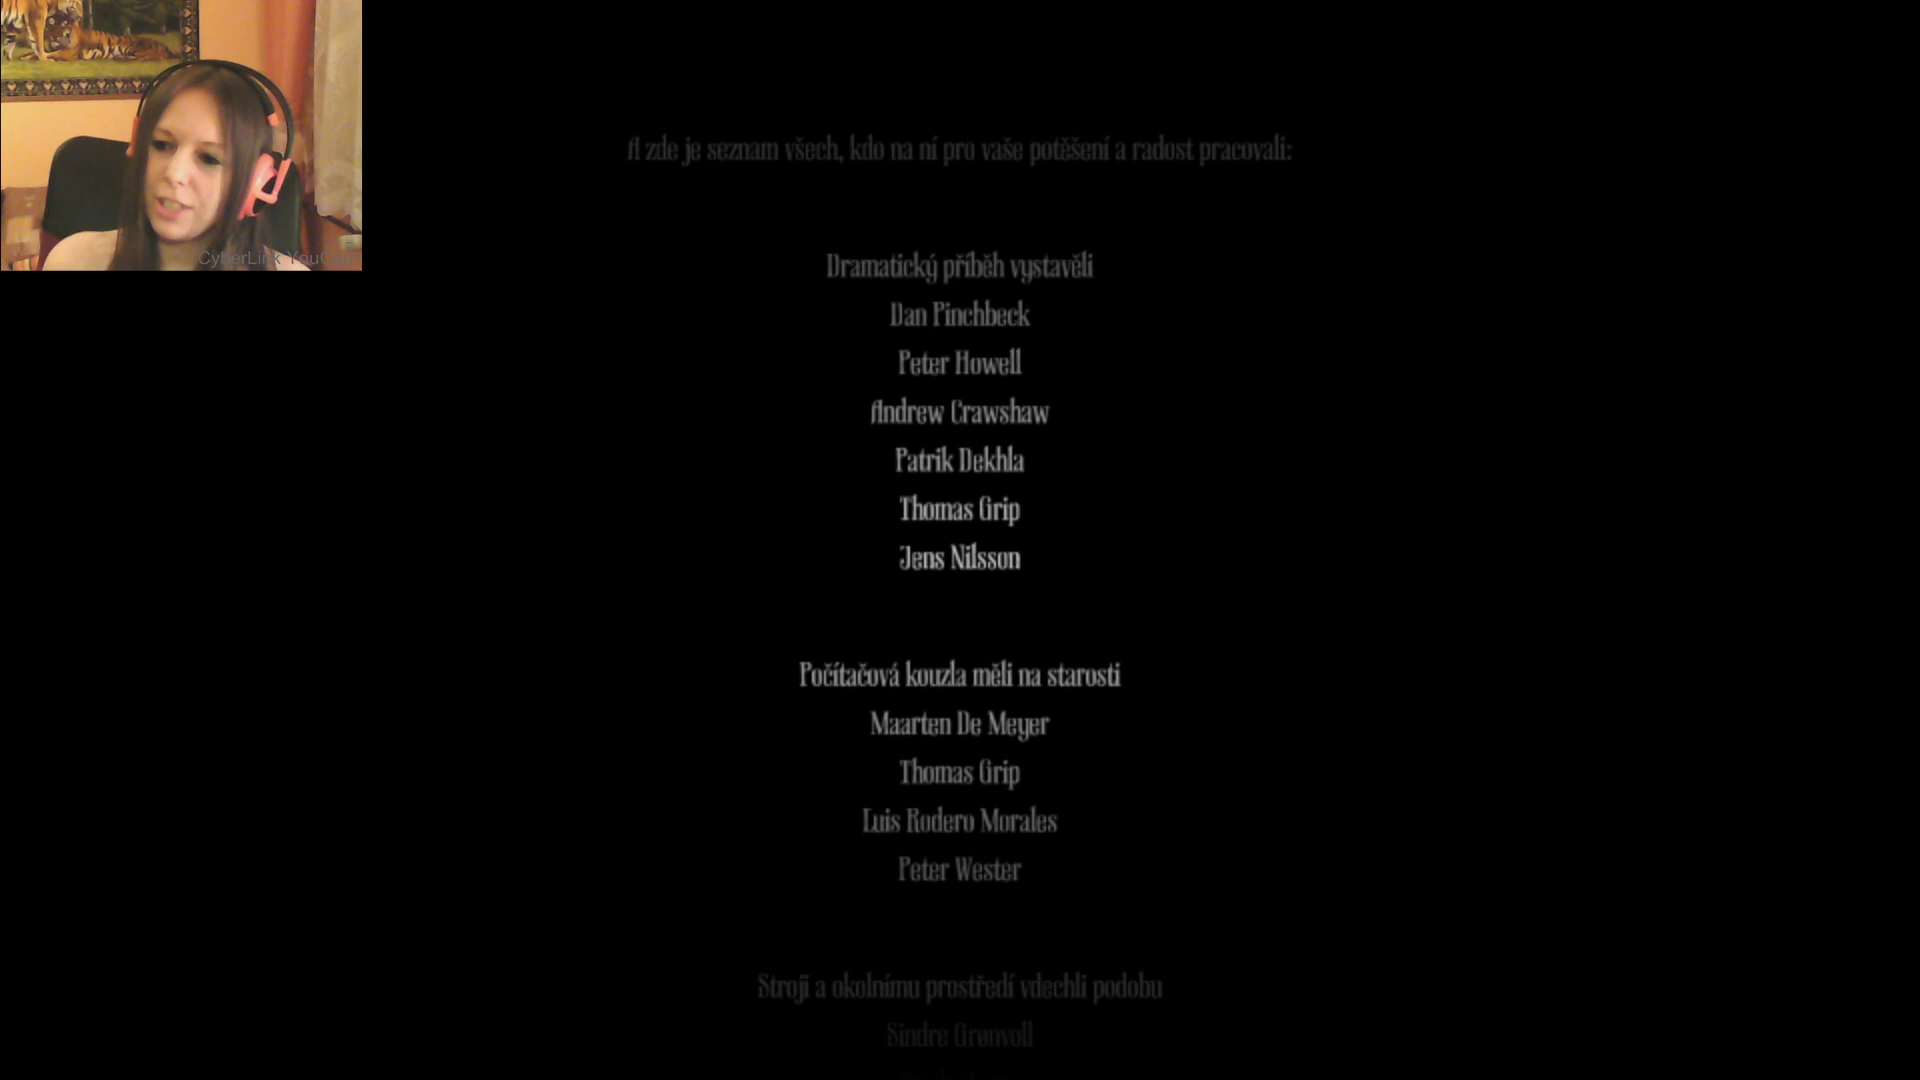 CyberLink YouCam
A zde je seznam všech, kdo na ní pro vaše potěšení a radost pracovali:
Dramatický příběh vystavěli
Dan Pinchbeck
Peter Howell
Andrew Crawshaw
Patrik Dekhla
Thomas Grip
Jens Nilsson
Počítačová kouzla měli na starosti
Maarten De Meyer
Thomas Grip
Luis Rodero Morales
Peter Wester
Stroji a okolnímu prostředí vdechli podobu
Sindre Grønvoll